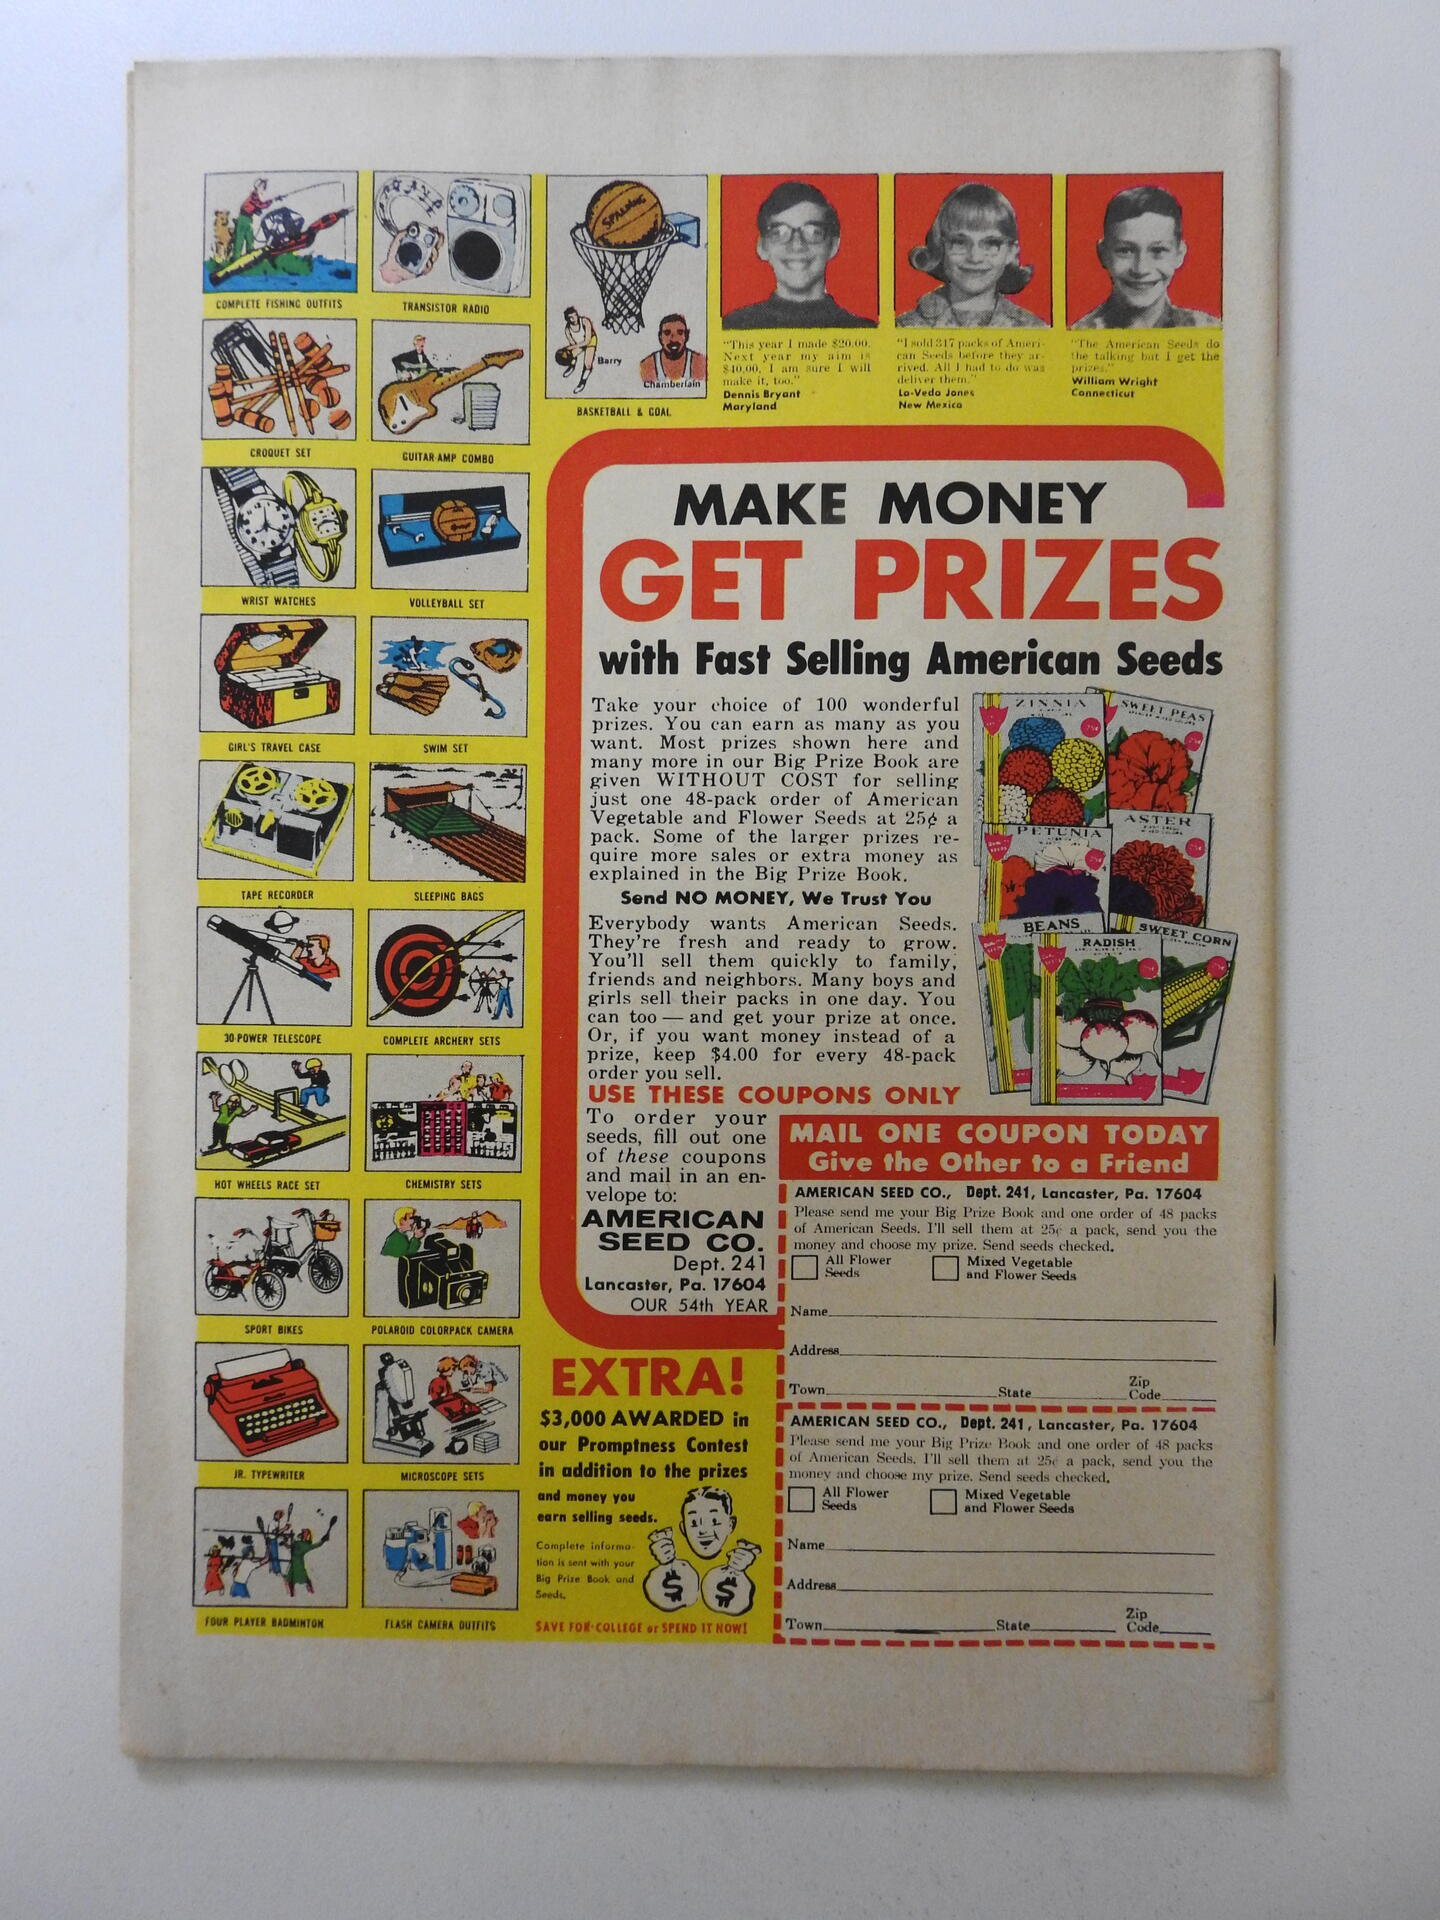 COMPLETE FISHING OUTFITS
TRANSISTOR RADIO
CROQUET SET
GUITAR-AMP COMBO
WRIST WATCHES
VOLLEYBALL SET
GIRL'S TRAVEL CASE
SWIM SET
TAPE RECORDER
SLEEPING BAGS
30-POWER TELESCOPE
COMPLETE ARCHERY SETS
HOT WHEELS RACE SET
CHEMISTRY SETS
SPORT BIKES
POLAROID COLORPACK CAMERA
JR. TYPEWRITER
MICROSCOPE SETS
FOUR PLAYER BADMINTON
FLASH CAMERA OUTFITS
SPALDING
Barry
Chamberlain
BASKETBALL & GOAL
"This year I made $20.00.
Next year my aim is
$40.00. I am sure I will
make it, too."
Dennis Bryant
Maryland
"I sold 317 packs of Ameri-
can Seeds before they ar-
rived. All I had to do was
deliver them."
La-Veda Jones
New Mexico
"The American Seeds do
the talking but I get the
prizes."
William Wright
Connecticut
MAKE MONEY
GET PRIZES
with Fast Selling American Seeds
Take your choice of 100 wonderful
prizes. You can earn as many as you
want. Most prizes shown here and
many more in our Big Prize Book are
given WITHOUT COST for selling
just one 48-pack order of American
Vegetable and Flower Seeds at 25¢ a
pack. Some of the larger prizes re-
quire more sales or extra money as
explained in the Big Prize Book.
Send NO MONEY, We Trust You
Everybody wants American Seeds.
They're fresh and ready to grow.
You'll sell them quickly to family,
friends and neighbors. Many boys and
girls sell their packs in one day. You
can too — and get your prize at once.
Or, if you want money instead of a
prize, keep $4.00 for every 48-pack
order you sell.
ZINNIA
SWEET PEAS
PETUNIA
ASTER
BEANS
RADISH
SWEET CORN
USE THESE COUPONS ONLY
To order your
seeds, fill out one
of these coupons
and mail in an en-
velope to:
AMERICAN
SEED CO.
Dept. 241
Lancaster, Pa. 17604
OUR 54th YEAR
EXTRA!
$3,000 AWARDED in
our Promptness Contest
in addition to the prizes
and money you
earn selling seeds.
Complete informa-
tion is sent with your
Big Prize Book and
Seeds.
$ $
SAVE FOR COLLEGE or SPEND IT NOW!
MAIL ONE COUPON TODAY
Give the Other to a Friend
AMERICAN SEED CO., Dept. 241, Lancaster, Pa. 17604
Please send me your Big Prize Book and one order of 48 packs
of American Seeds. I'll sell them at 25¢ a pack, send you the
money and choose my prize. Send seeds checked.
All Flower
Seeds
Mixed Vegetable
and Flower Seeds
Name
Address
Town State Zip
Code
AMERICAN SEED CO., Dept. 241, Lancaster, Pa. 17604
Please send me your Big Prize Book and one order of 48 packs
of American Seeds. I'll sell them at 25¢ a pack, send you the
money and choose my prize. Send seeds checked.
All Flower
Seeds
Mixed Vegetable
and Flower Seeds
Name
Address
Town State Zip
Code